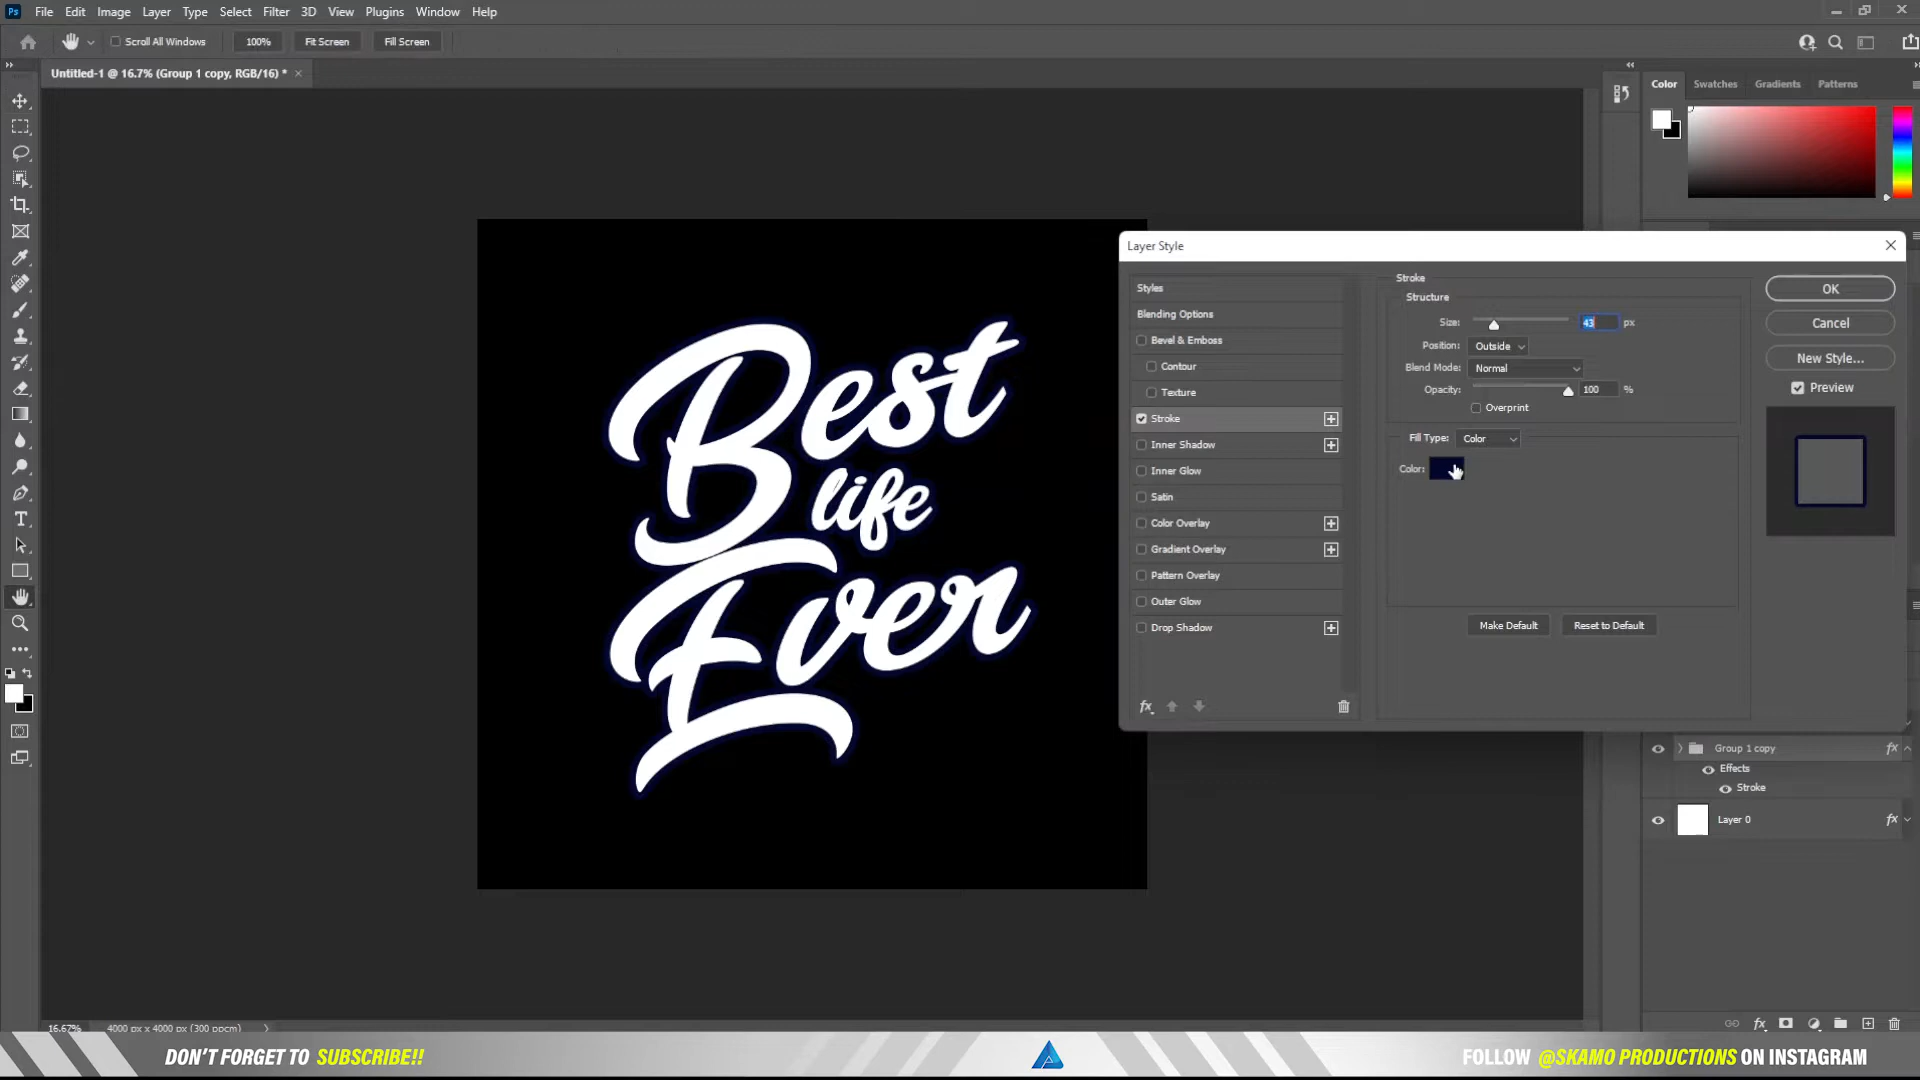 Ps File Edit Image Layer Type Select Filter 3D View Plugins Window Help
Scroll All Windows 100% Fit Screen Fill Screen
Untitled-1 @ 16.7% (Group 1 copy, RGB/16) * ×
Color Swatches Gradients Patterns
Best
life
Ever
Layer Style
Styles
Blending Options
Bevel & Emboss
Contour
Texture
Stroke
Inner Shadow
Inner Glow
Satin
Color Overlay
Gradient Overlay
Pattern Overlay
Outer Glow
Drop Shadow
fx
Stroke
Structure
Size: 43 px
Position: Outside
Blend Mode: Normal
Opacity: 100 %
Overprint
Fill Type: Color
Color:
Make Default Reset to Default
OK
Cancel
New Style...
Preview
Group 1 copy fx
Effects
Stroke
Layer 0 fx
fx
16.67% 4000 px x 4000 px (300 ppcm)
DON'T FORGET TO SUBSCRIBE!!
FOLLOW @SKAMO PRODUCTIONS ON INSTAGRAM